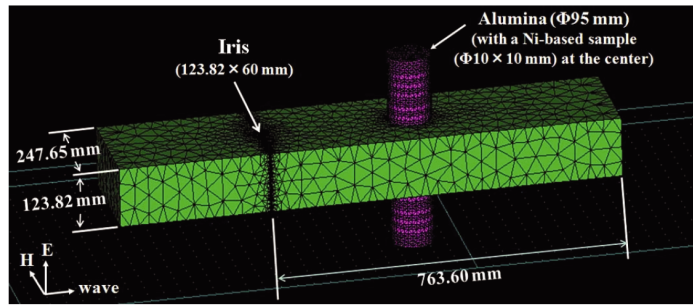 Alumina (Φ95 mm)
(with a Ni-based sample
(Φ10 × 10 mm) at the center)
Iris
(123.82 × 60 mm)
247.65 mm
123.82 mm
763.60 mm
E
H
wave